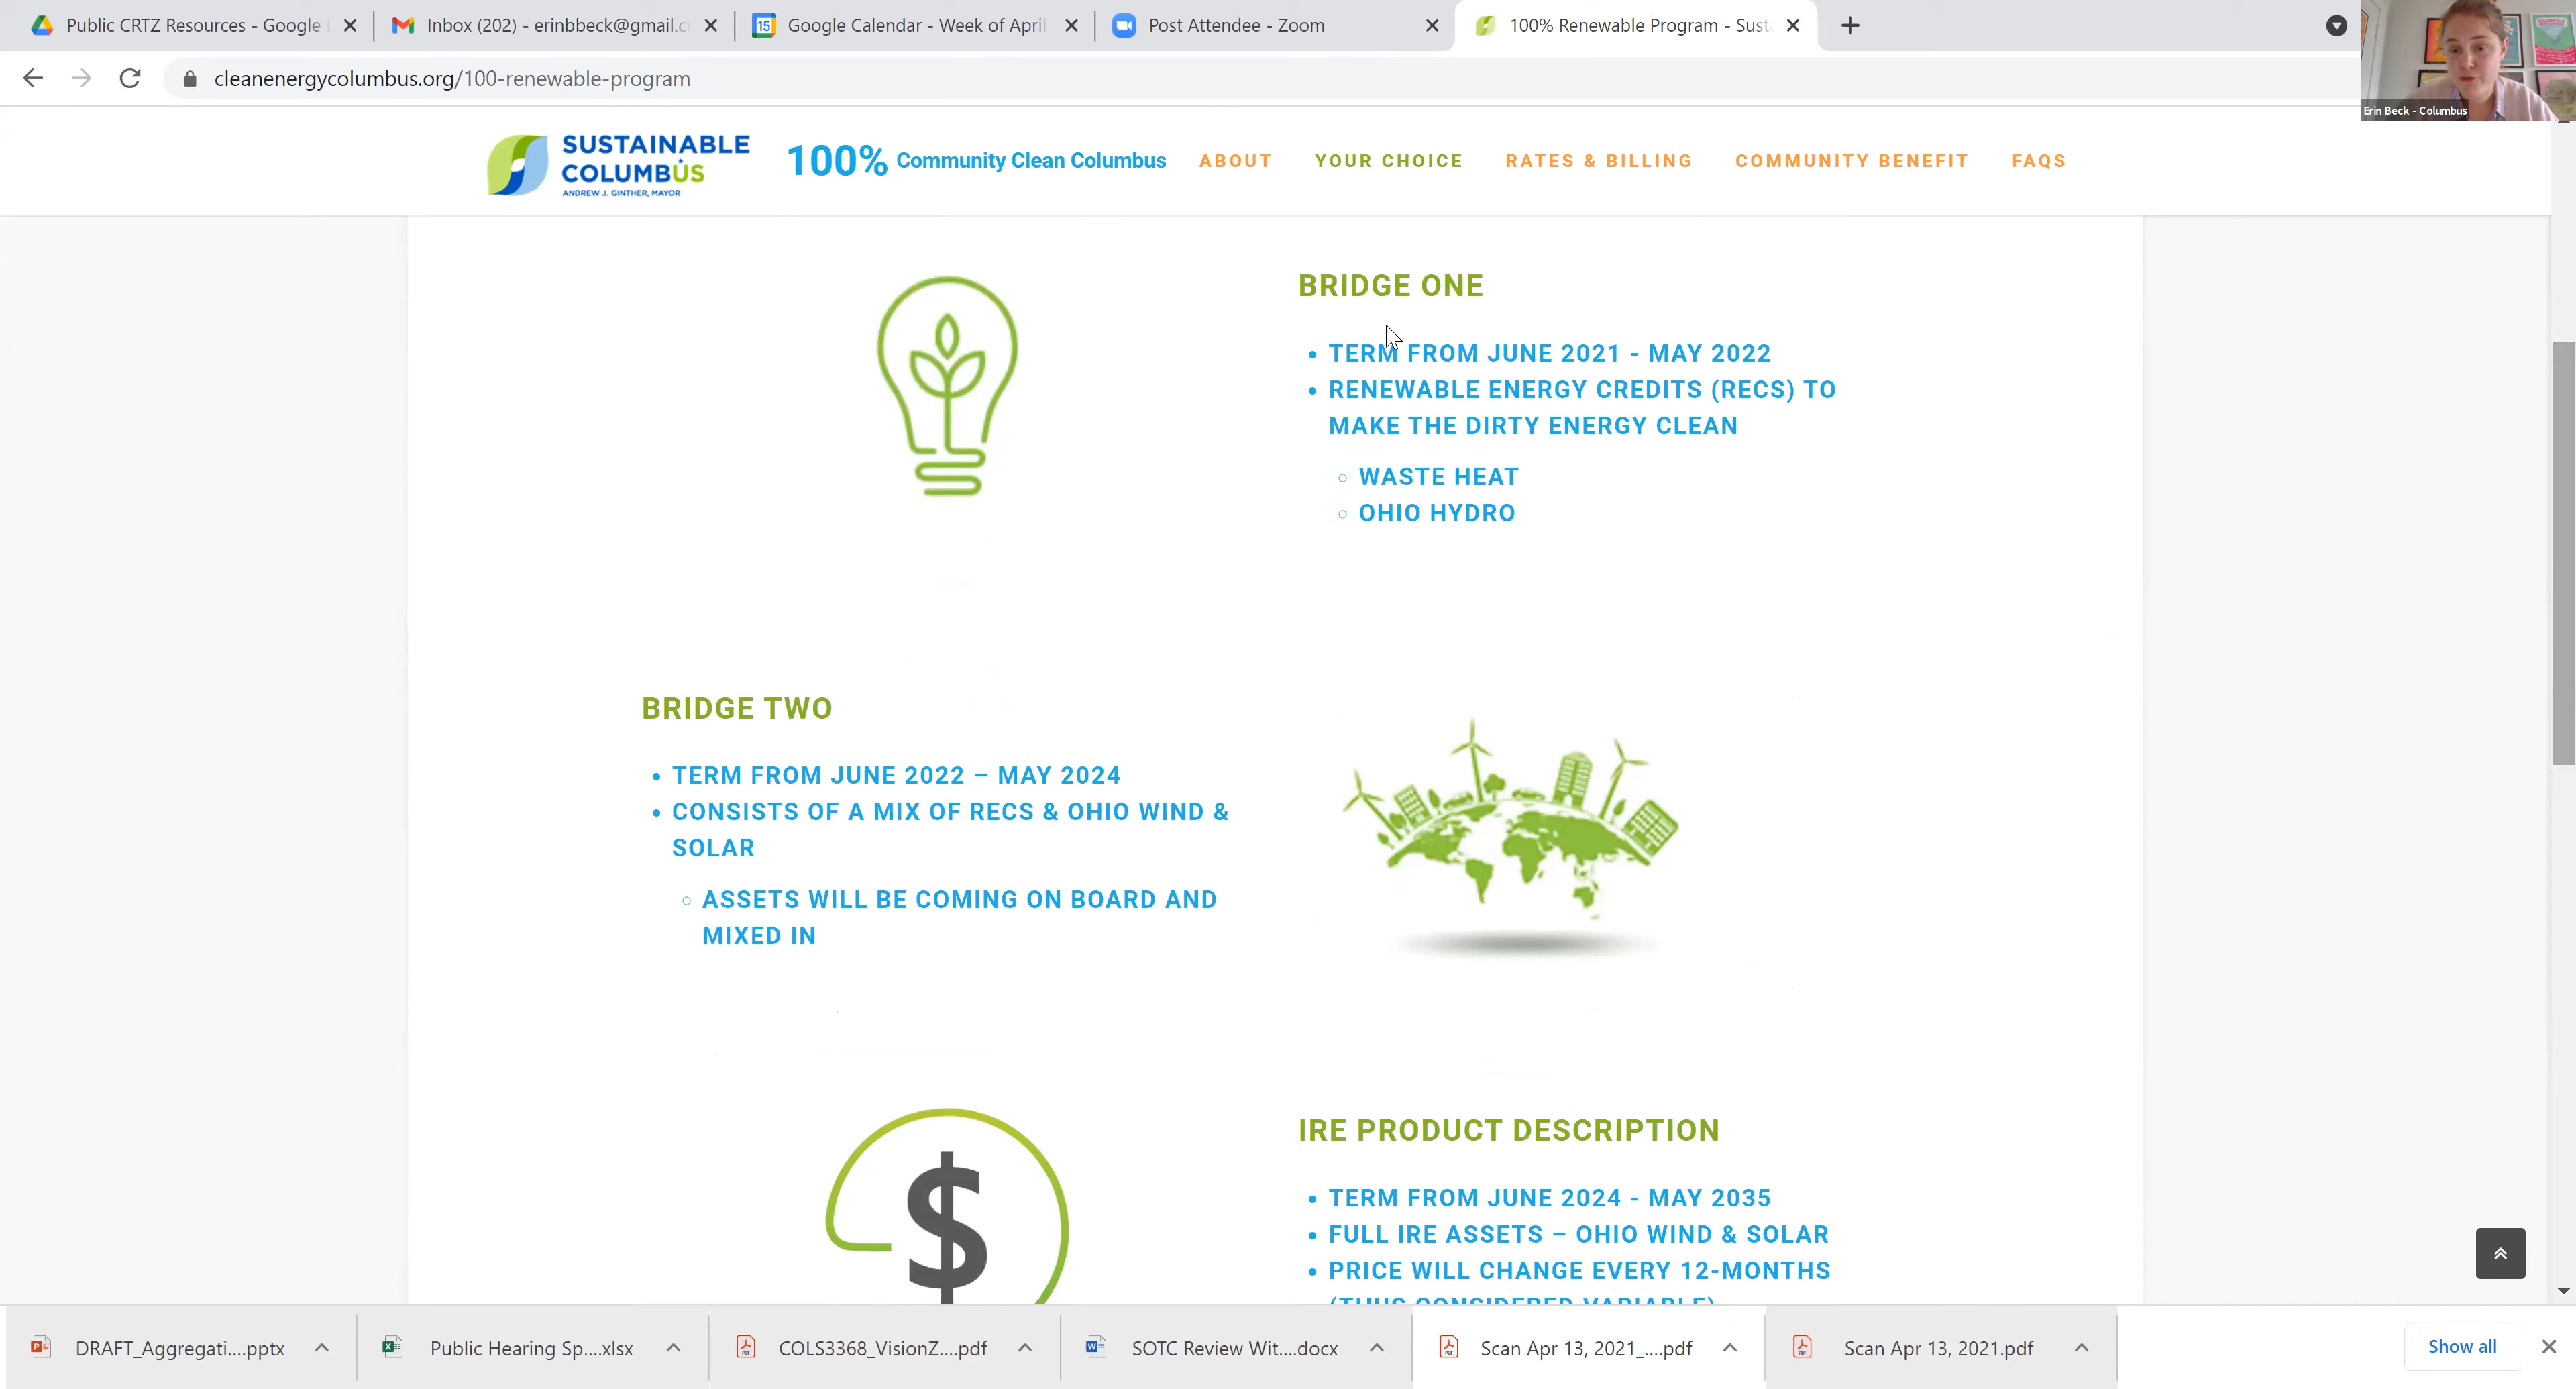 Public CRTZ Resources - Google
Inbox (202) - erinbbeck@gmail.c
15
Google Calendar - Week of April
Post Attendee - Zoom
100% Renewable Program - Sust
cleanenergycolumbus.org/100-renewable-program
Erin Beck - Columbus
SUSTAINABLE
COLUMBUS
ANDREW J. GINTHER, MAYOR
100% Community Clean Columbus
ABOUT
YOUR CHOICE
RATES & BILLING
COMMUNITY BENEFIT
FAQS
BRIDGE ONE
TERM FROM JUNE 2021 - MAY 2022
RENEWABLE ENERGY CREDITS (RECS) TO
MAKE THE DIRTY ENERGY CLEAN
WASTE HEAT
OHIO HYDRO
BRIDGE TWO
TERM FROM JUNE 2022 – MAY 2024
CONSISTS OF A MIX OF RECS & OHIO WIND &
SOLAR
ASSETS WILL BE COMING ON BOARD AND
MIXED IN
$
IRE PRODUCT DESCRIPTION
TERM FROM JUNE 2024 - MAY 2035
FULL IRE ASSETS – OHIO WIND & SOLAR
PRICE WILL CHANGE EVERY 12-MONTHS
(THUS CONSIDERED VARIABLE)
DRAFT_Aggregati....pptx
Public Hearing Sp....xlsx
COLS3368_VisionZ....pdf
SOTC Review Wit....docx
Scan Apr 13, 2021_....pdf
Scan Apr 13, 2021.pdf
Show all